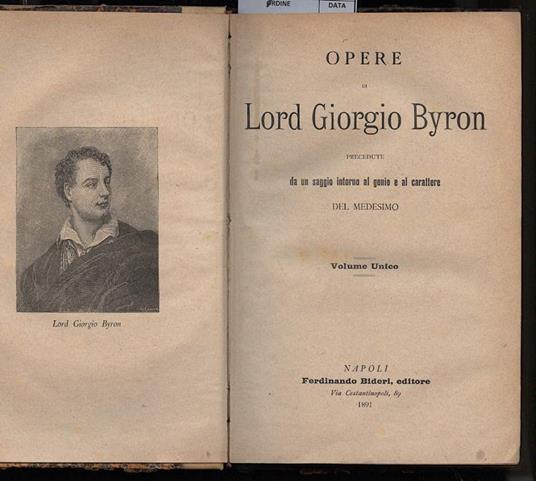 ORDINE DATA
Lord Giorgio Byron
OPERE
DI
Lord Giorgio Byron
PRECEDUTE
da un saggio intorno al genio e al carattere
DEL MEDESIMO
Volume Unico
NAPOLI
Ferdinando Bideri, editore
Via Costantinopoli, 89
1891